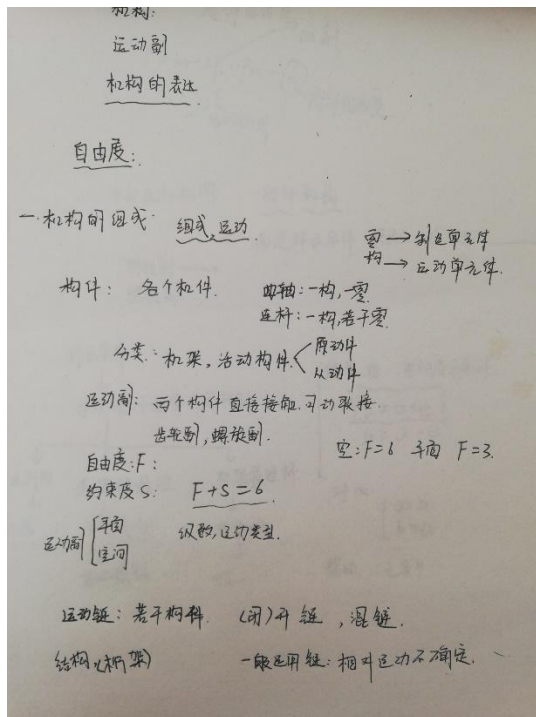 机构:
运动副
机构的表达
自由度:
一.机构的组成. 组成,运动
零→制造单元体
构→运动单元体.
构件: 各个机件. 曲轴:一构,一零
连杆:一构,若干零.
分类: 机架,活动构件. 原动件
从动件
运动副: 两个构件直接接触.可动联接.
齿轮副,螺旋副.
空:F=6 平面 F=3.
自由度:F:
约束度S: F+S=6
运动副 平面 级数,运动类型.
空间
运动链: 若干构件. (闭)开链,混链.
结构 (桁架) 一般运用链:相对运动不确定.